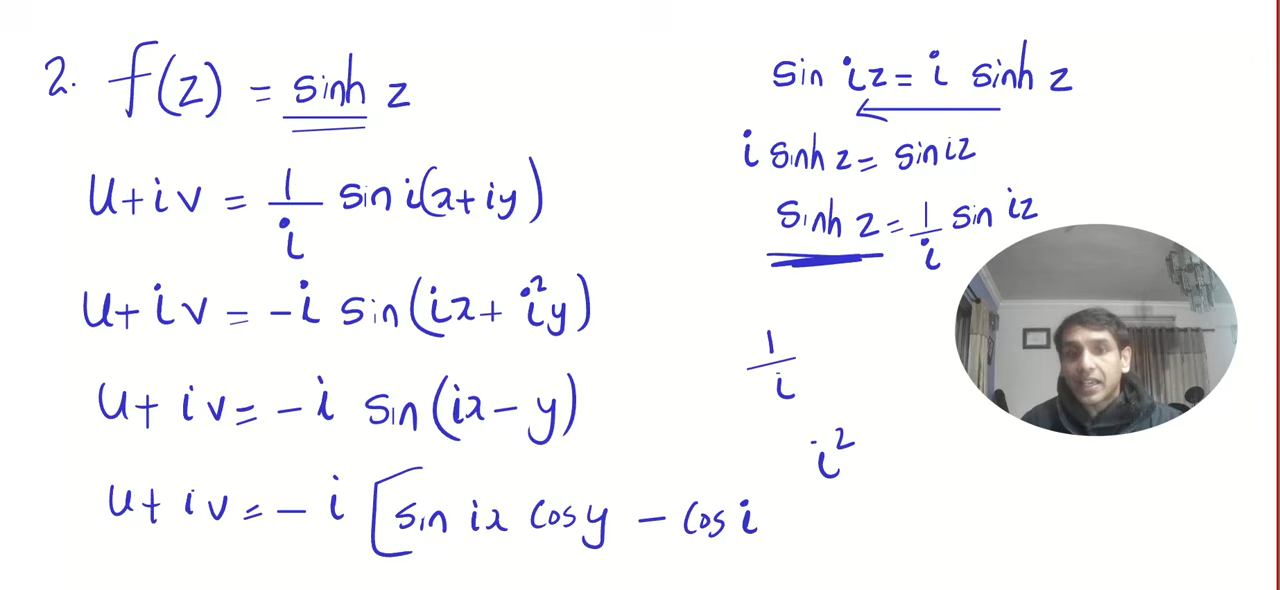 2. f(z) = sinh z
u + iv = 1/i sin i(x + iy)
u + iv = -i sin(ix + i²y)
u + iv = -i sin(ix - y)
u + iv = -i [sin ix cos y - cos i
sin iz = i sinh z
i sinh z = sin iz
sinh z = 1/i sin iz
1/i
i²